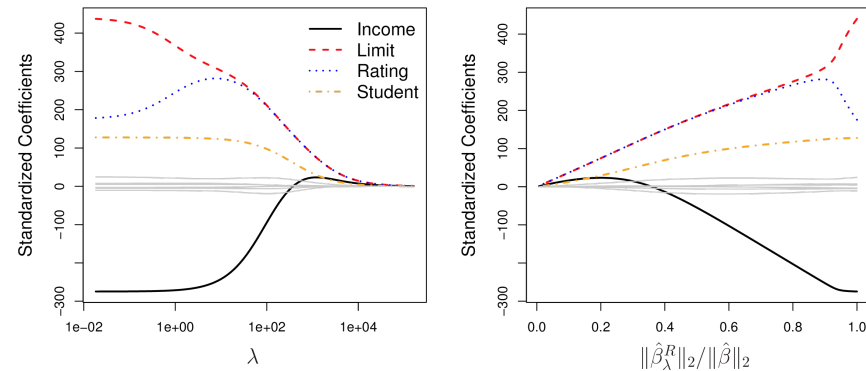 Standardized Coefficients
400
300
200
100
0
−100
−300
1e−02 1e+00 1e+02 1e+04
λ
Income
Limit
Rating
Student
Standardized Coefficients
400
300
200
100
0
−100
−300
0.0 0.2 0.4 0.6 0.8 1.0
‖β̂λᴿ‖₂/‖β̂‖₂